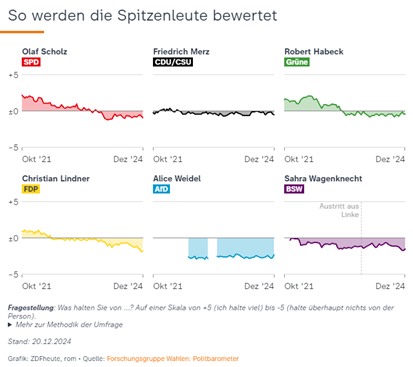 So werden die Spitzenleute bewertet
Olaf Scholz Friedrich Merz Robert Habeck
SPD CDU/CSU Grüne
+5
±0
−5
Okt '21 Dez '24 Okt '21 Dez '24 Okt '21 Dez '24
Christian Lindner Alice Weidel Sahra Wagenknecht
FDP AfD BSW
+5
Austritt aus
Linke
±0
−5
Okt '21 Dez '24 Okt '21 Dez '24 Okt '21 Dez '24
Fragestellung: Was halten Sie von ...? Auf einer Skala von +5 (ich halte viel) bis -5 (halte überhaupt nichts von der
Person).
▶ Mehr zur Methodik der Umfrage
Stand: 20.12.2024
Grafik: ZDFheute, rom • Quelle: Forschungsgruppe Wahlen: Politbarometer